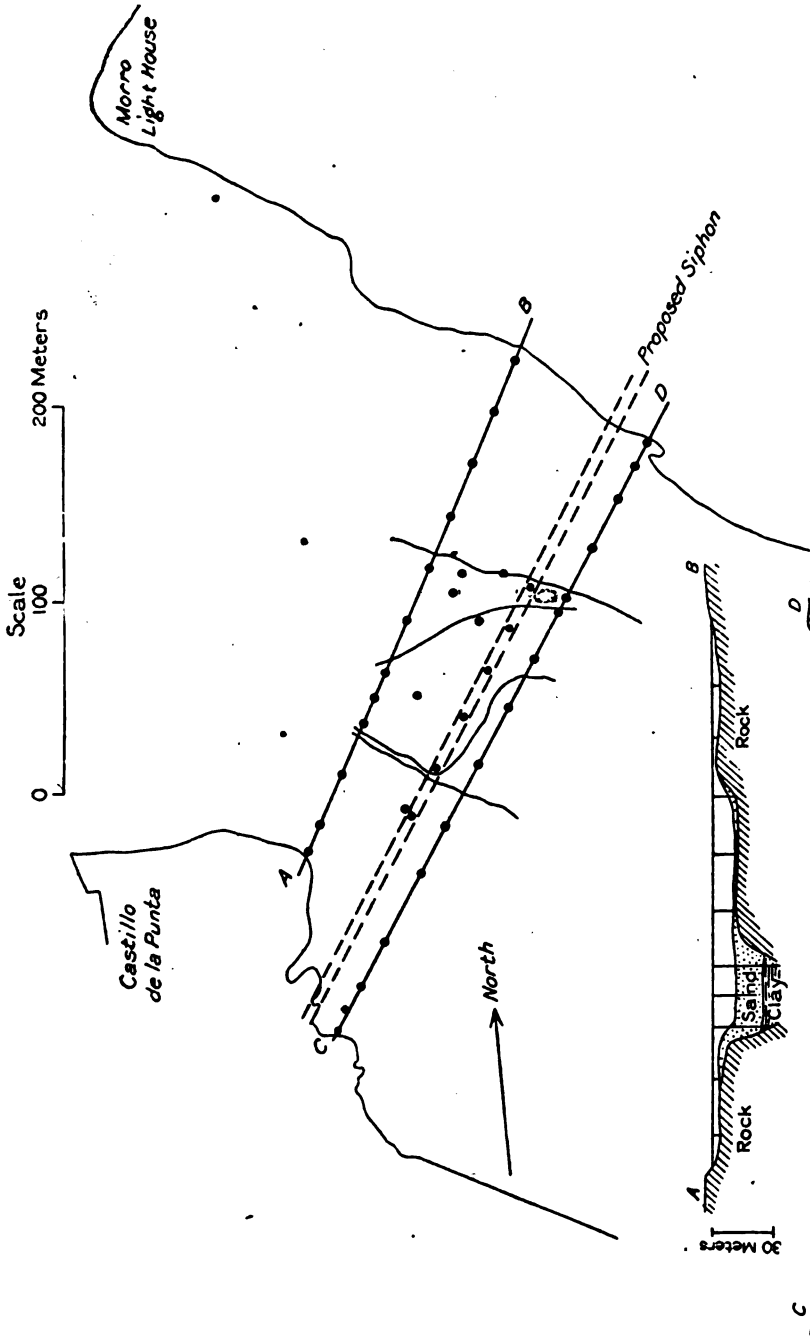 Morro
Light House
Scale
0 100 200 Meters
Castillo
de la Punta
A
B
Proposed Siphon
C
D
North
A
B
30 Meters
Rock
Sand
Clay
Rock
C
D